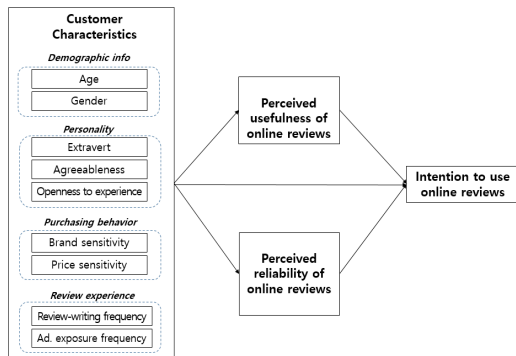 Customer
Characteristics
Demographic info
Age
Gender
Personality
Extravert
Agreeableness
Openness to experience
Purchasing behavior
Brand sensitivity
Price sensitivity
Review experience
Review-writing frequency
Ad. exposure frequency
Perceived
usefulness of
online reviews
Perceived
reliability of
online reviews
Intention to use
online reviews